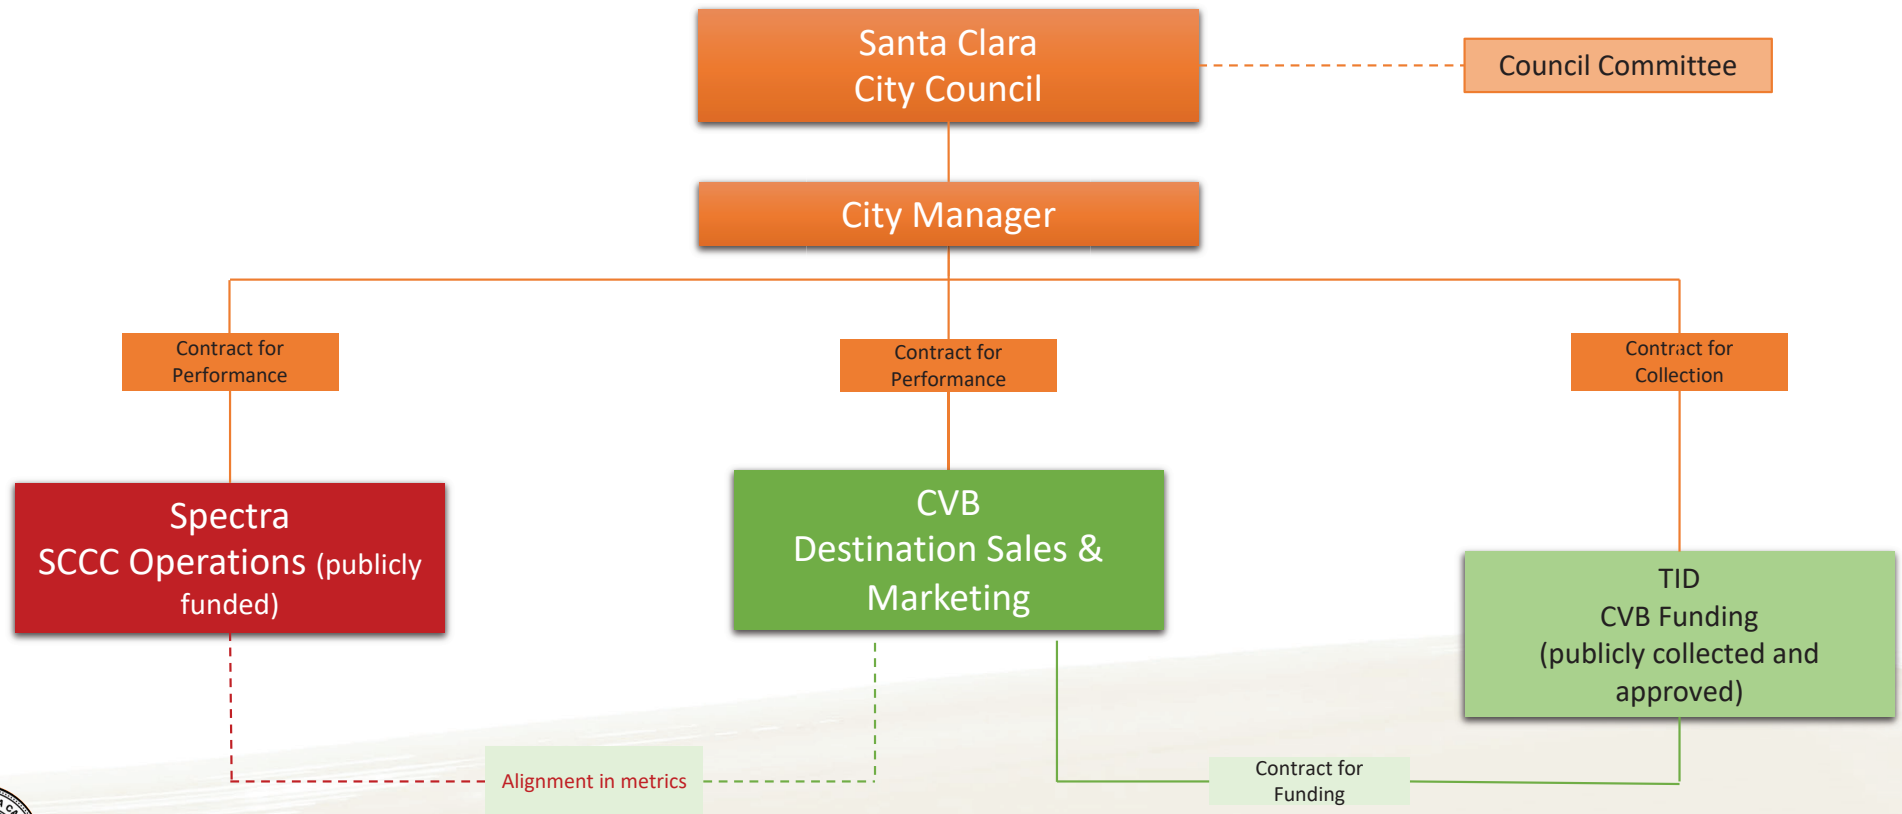 Santa Clara
City Council
Council Committee
City Manager
Contract for
Performance
Contract for
Performance
Contract for
Collection
Spectra
SCCC Operations (publicly
funded)
CVB
Destination Sales &
Marketing
TID
CVB Funding
(publicly collected and
approved)
Alignment in metrics
Contract for
Funding